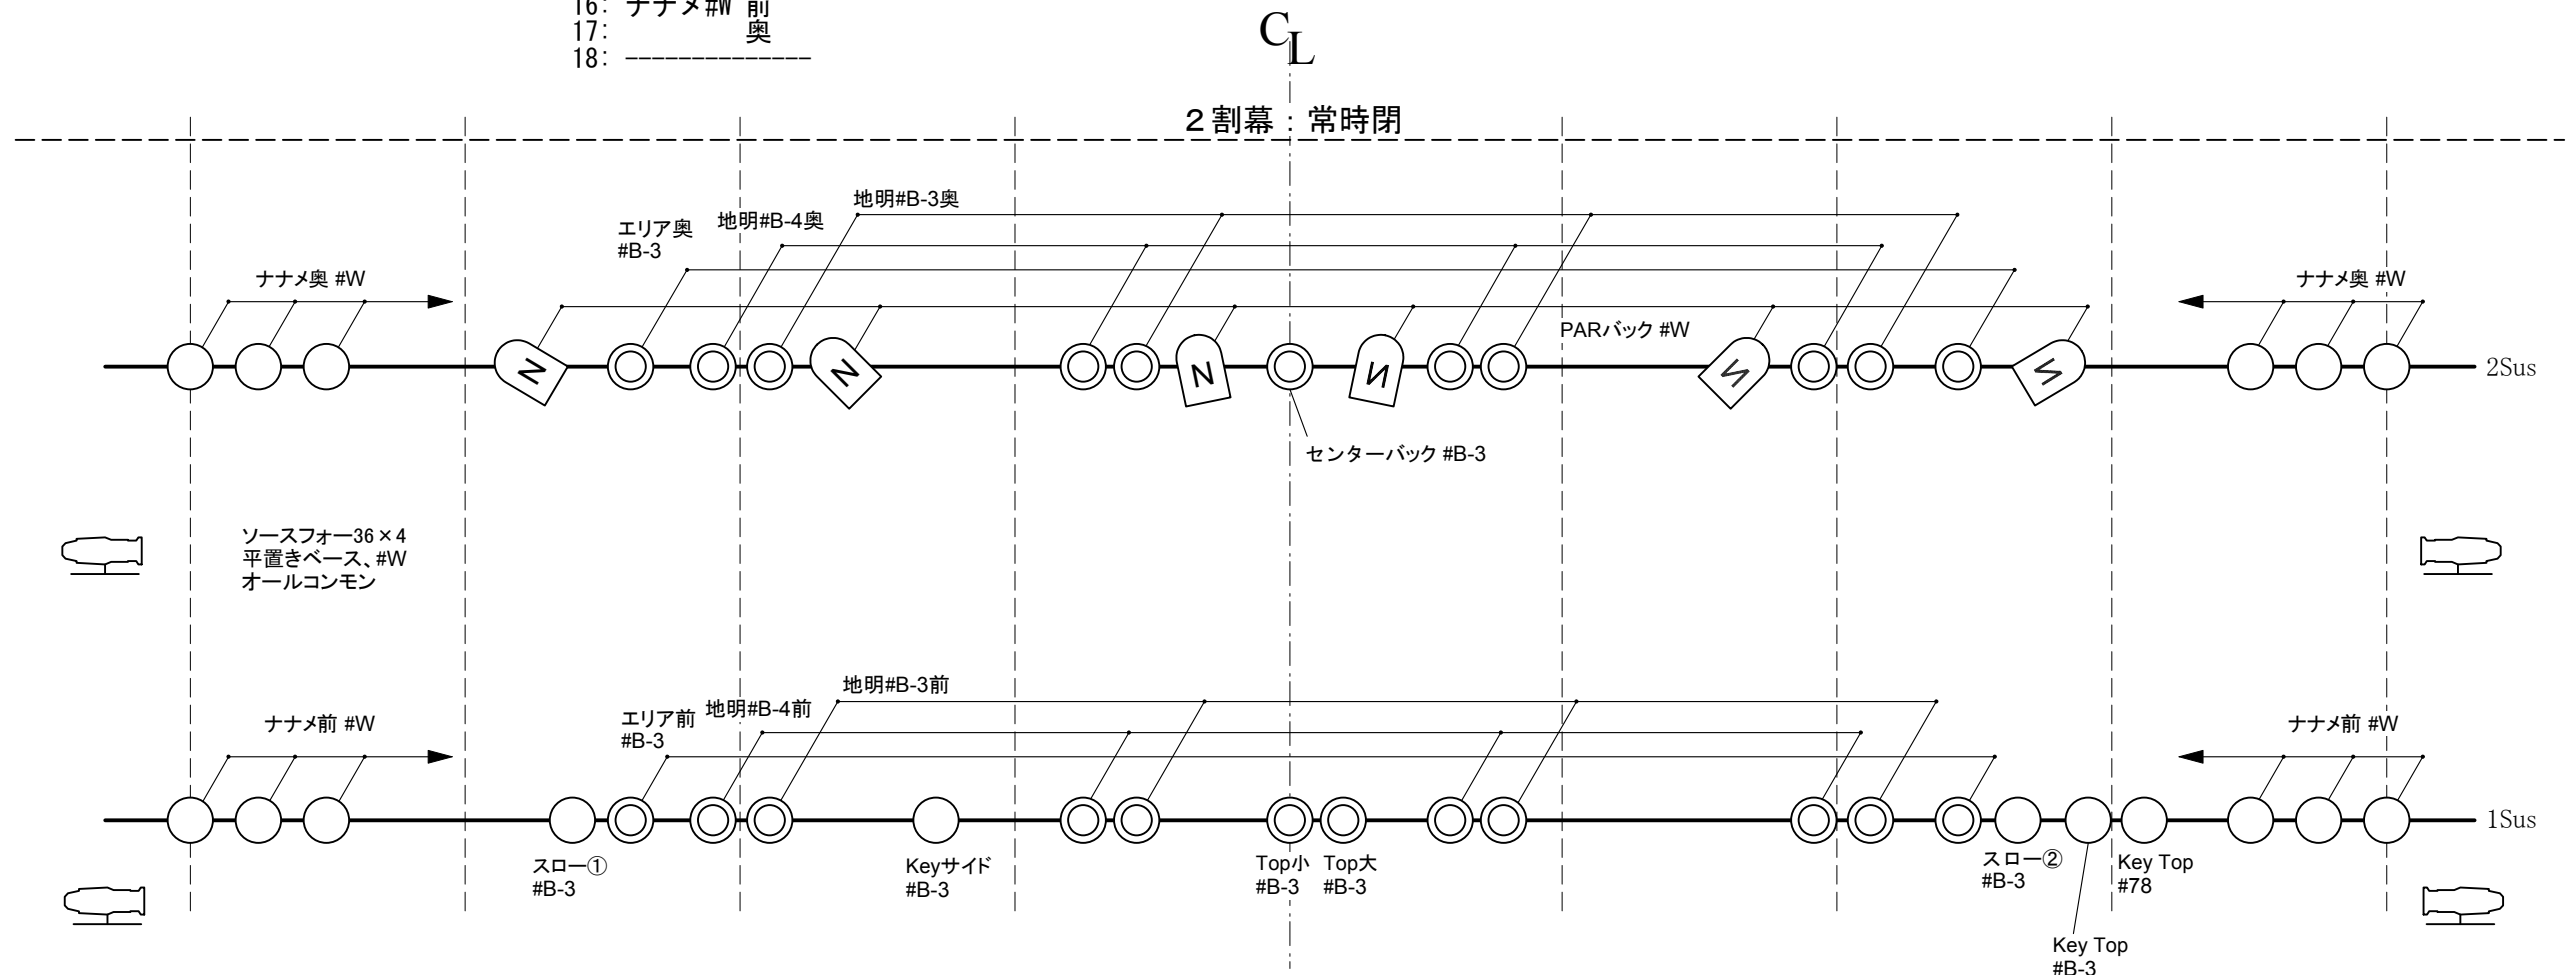 16: ナナメ#W 前
17: 奥
18: --------------
CL
２割幕：常時閉
地明#B-3奥
地明#B-4奥
エリア奥
#B-3
ナナメ奥 #W
ナナメ奥 #W
PARバック #W
N
N
N
N
N
N
2Sus
センターバック #B-3
ソースフォー36×4
平置きベース、#W
オールコンモン
地明#B-3前
地明#B-4前
エリア前
#B-3
ナナメ前 #W
ナナメ前 #W
1Sus
スロー①
#B-3
Keyサイド
#B-3
Top小
#B-3
Top大
#B-3
スロー②
#B-3
Key Top
#78
Key Top
#B-3